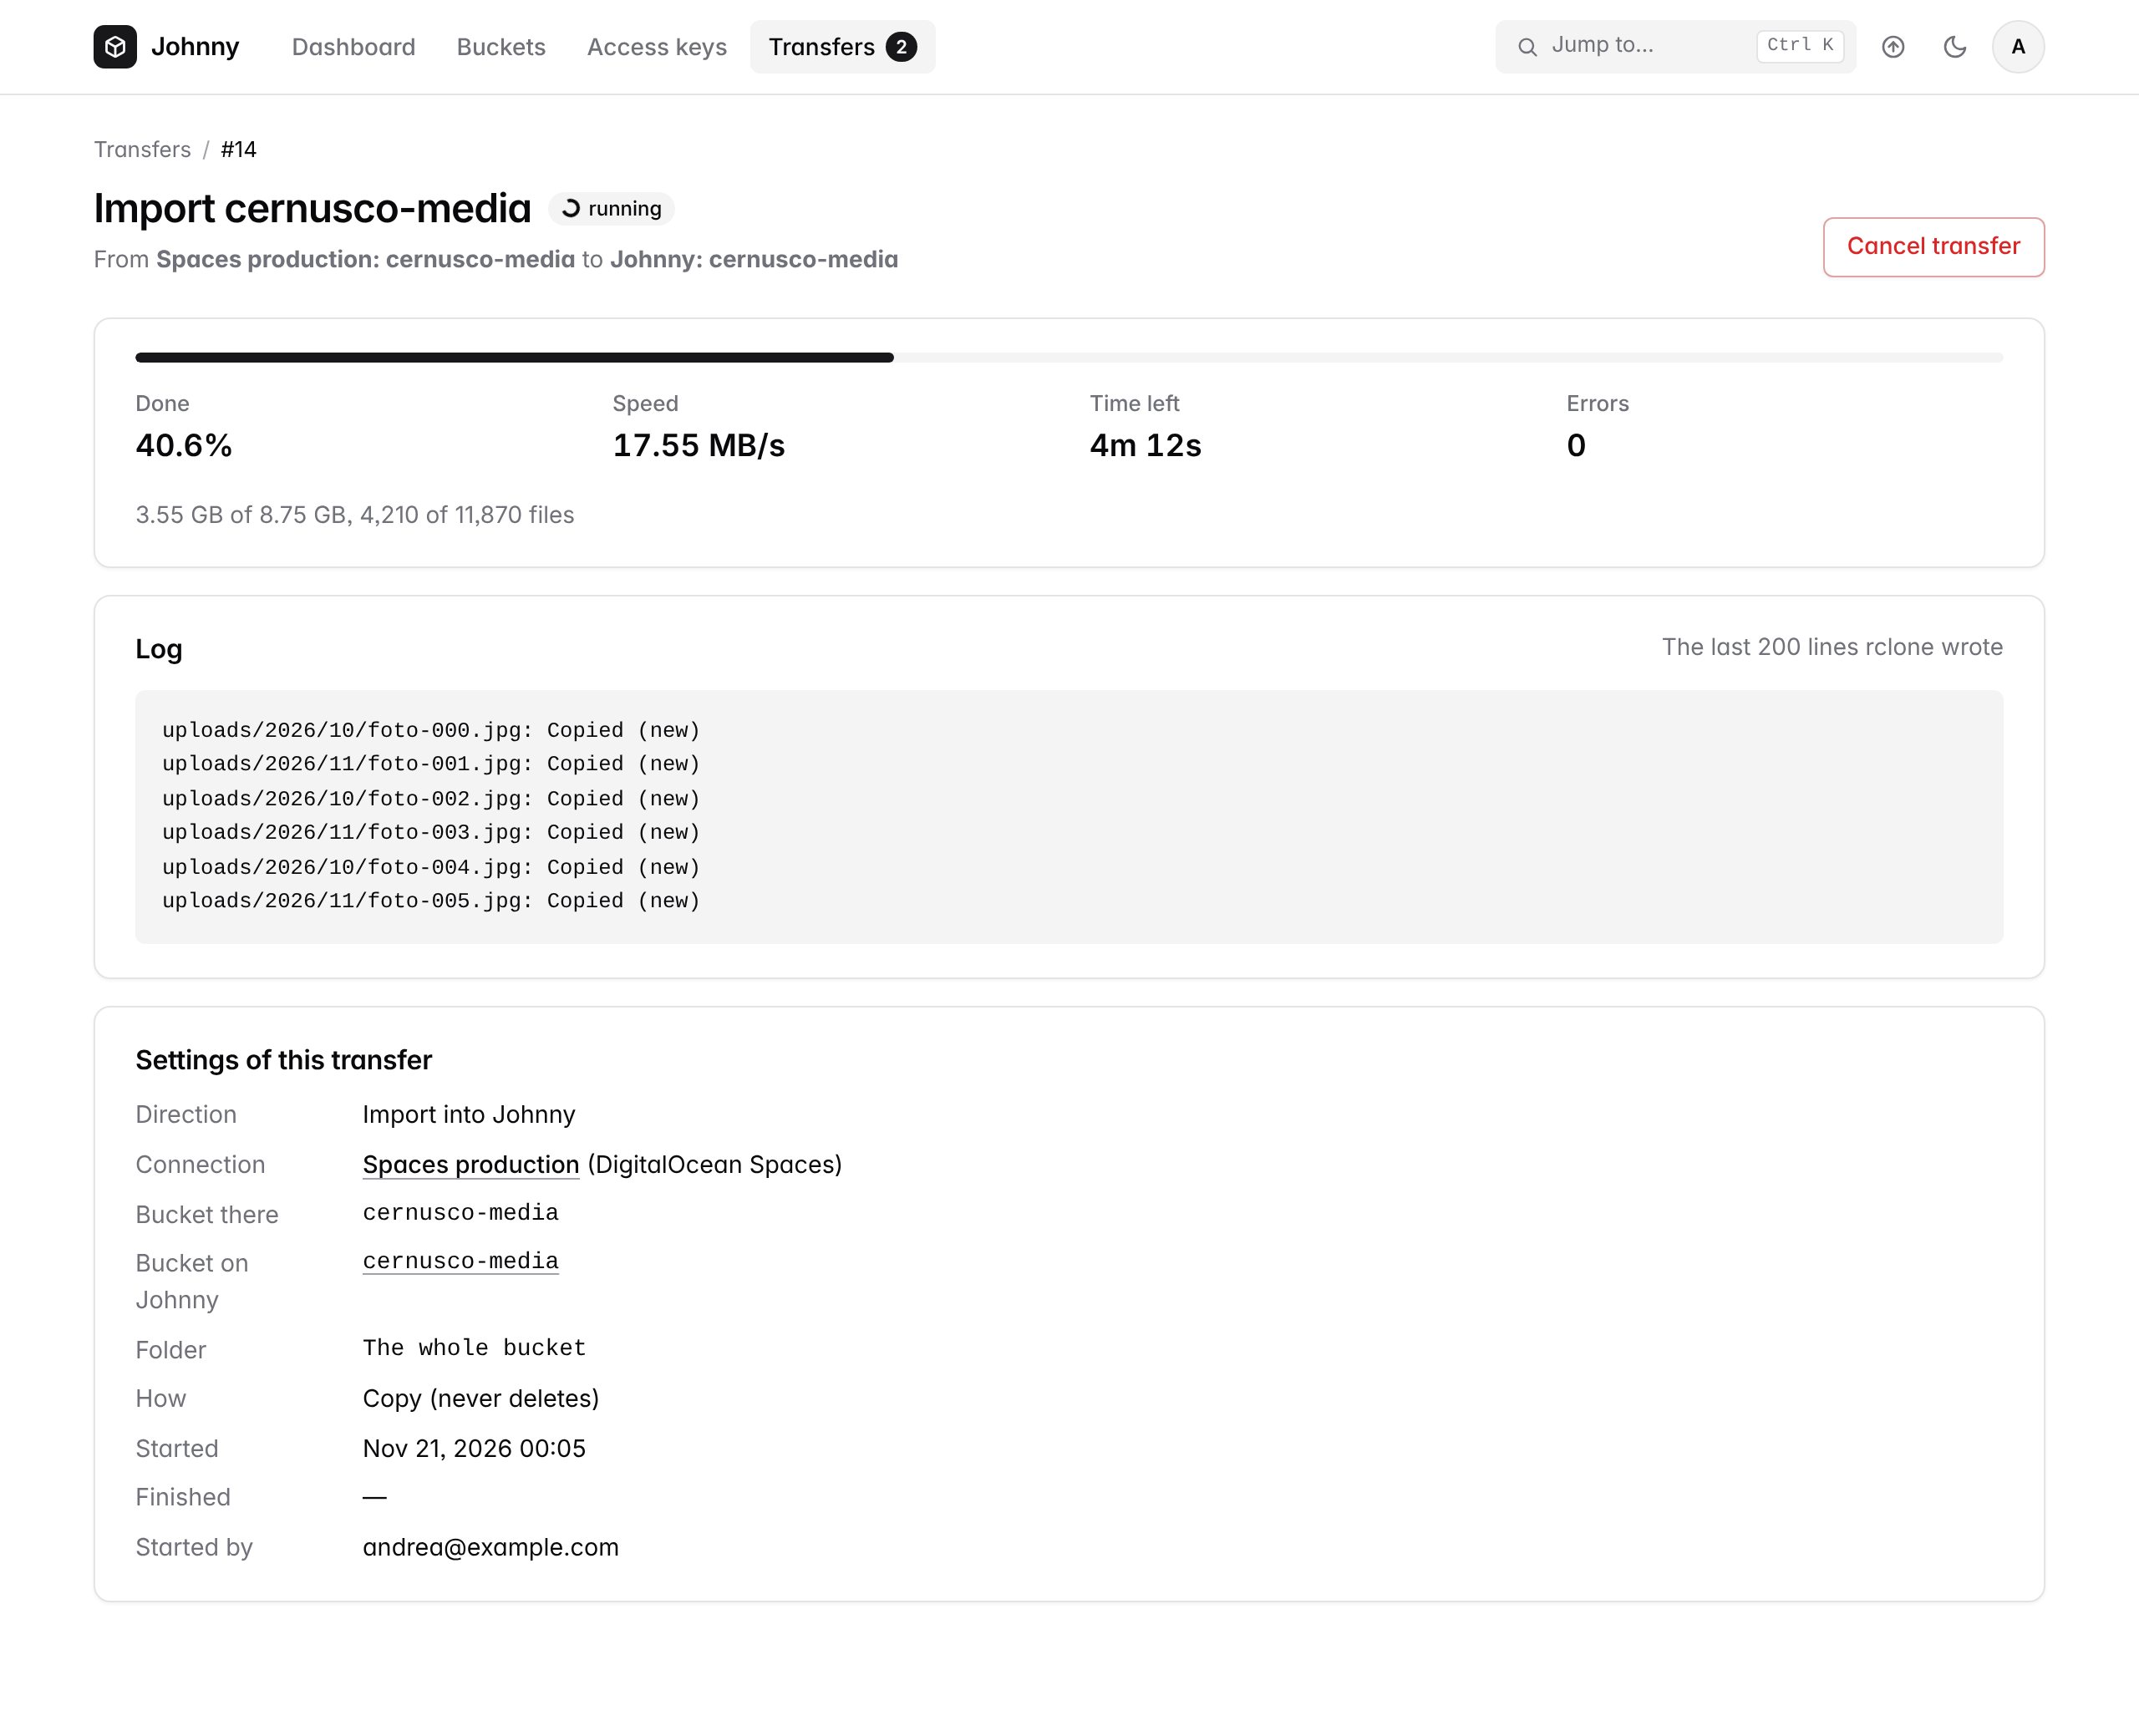 Johnny Dashboard Buckets Access keys Transfers 2 Jump to... Ctrl K A
Transfers / #14
Import cernusco-media running
From Spaces production: cernusco-media to Johnny: cernusco-media
Cancel transfer
Done Speed Time left Errors
40.6% 17.55 MB/s 4m 12s 0
3.55 GB of 8.75 GB, 4,210 of 11,870 files
Log The last 200 lines rclone wrote
uploads/2026/10/foto-000.jpg: Copied (new)
uploads/2026/11/foto-001.jpg: Copied (new)
uploads/2026/10/foto-002.jpg: Copied (new)
uploads/2026/11/foto-003.jpg: Copied (new)
uploads/2026/10/foto-004.jpg: Copied (new)
uploads/2026/11/foto-005.jpg: Copied (new)
Settings of this transfer
Direction Import into Johnny
Connection Spaces production (DigitalOcean Spaces)
Bucket there cernusco-media
Bucket on cernusco-media
Johnny
Folder The whole bucket
How Copy (never deletes)
Started Nov 21, 2026 00:05
Finished —
Started by andrea@example.com